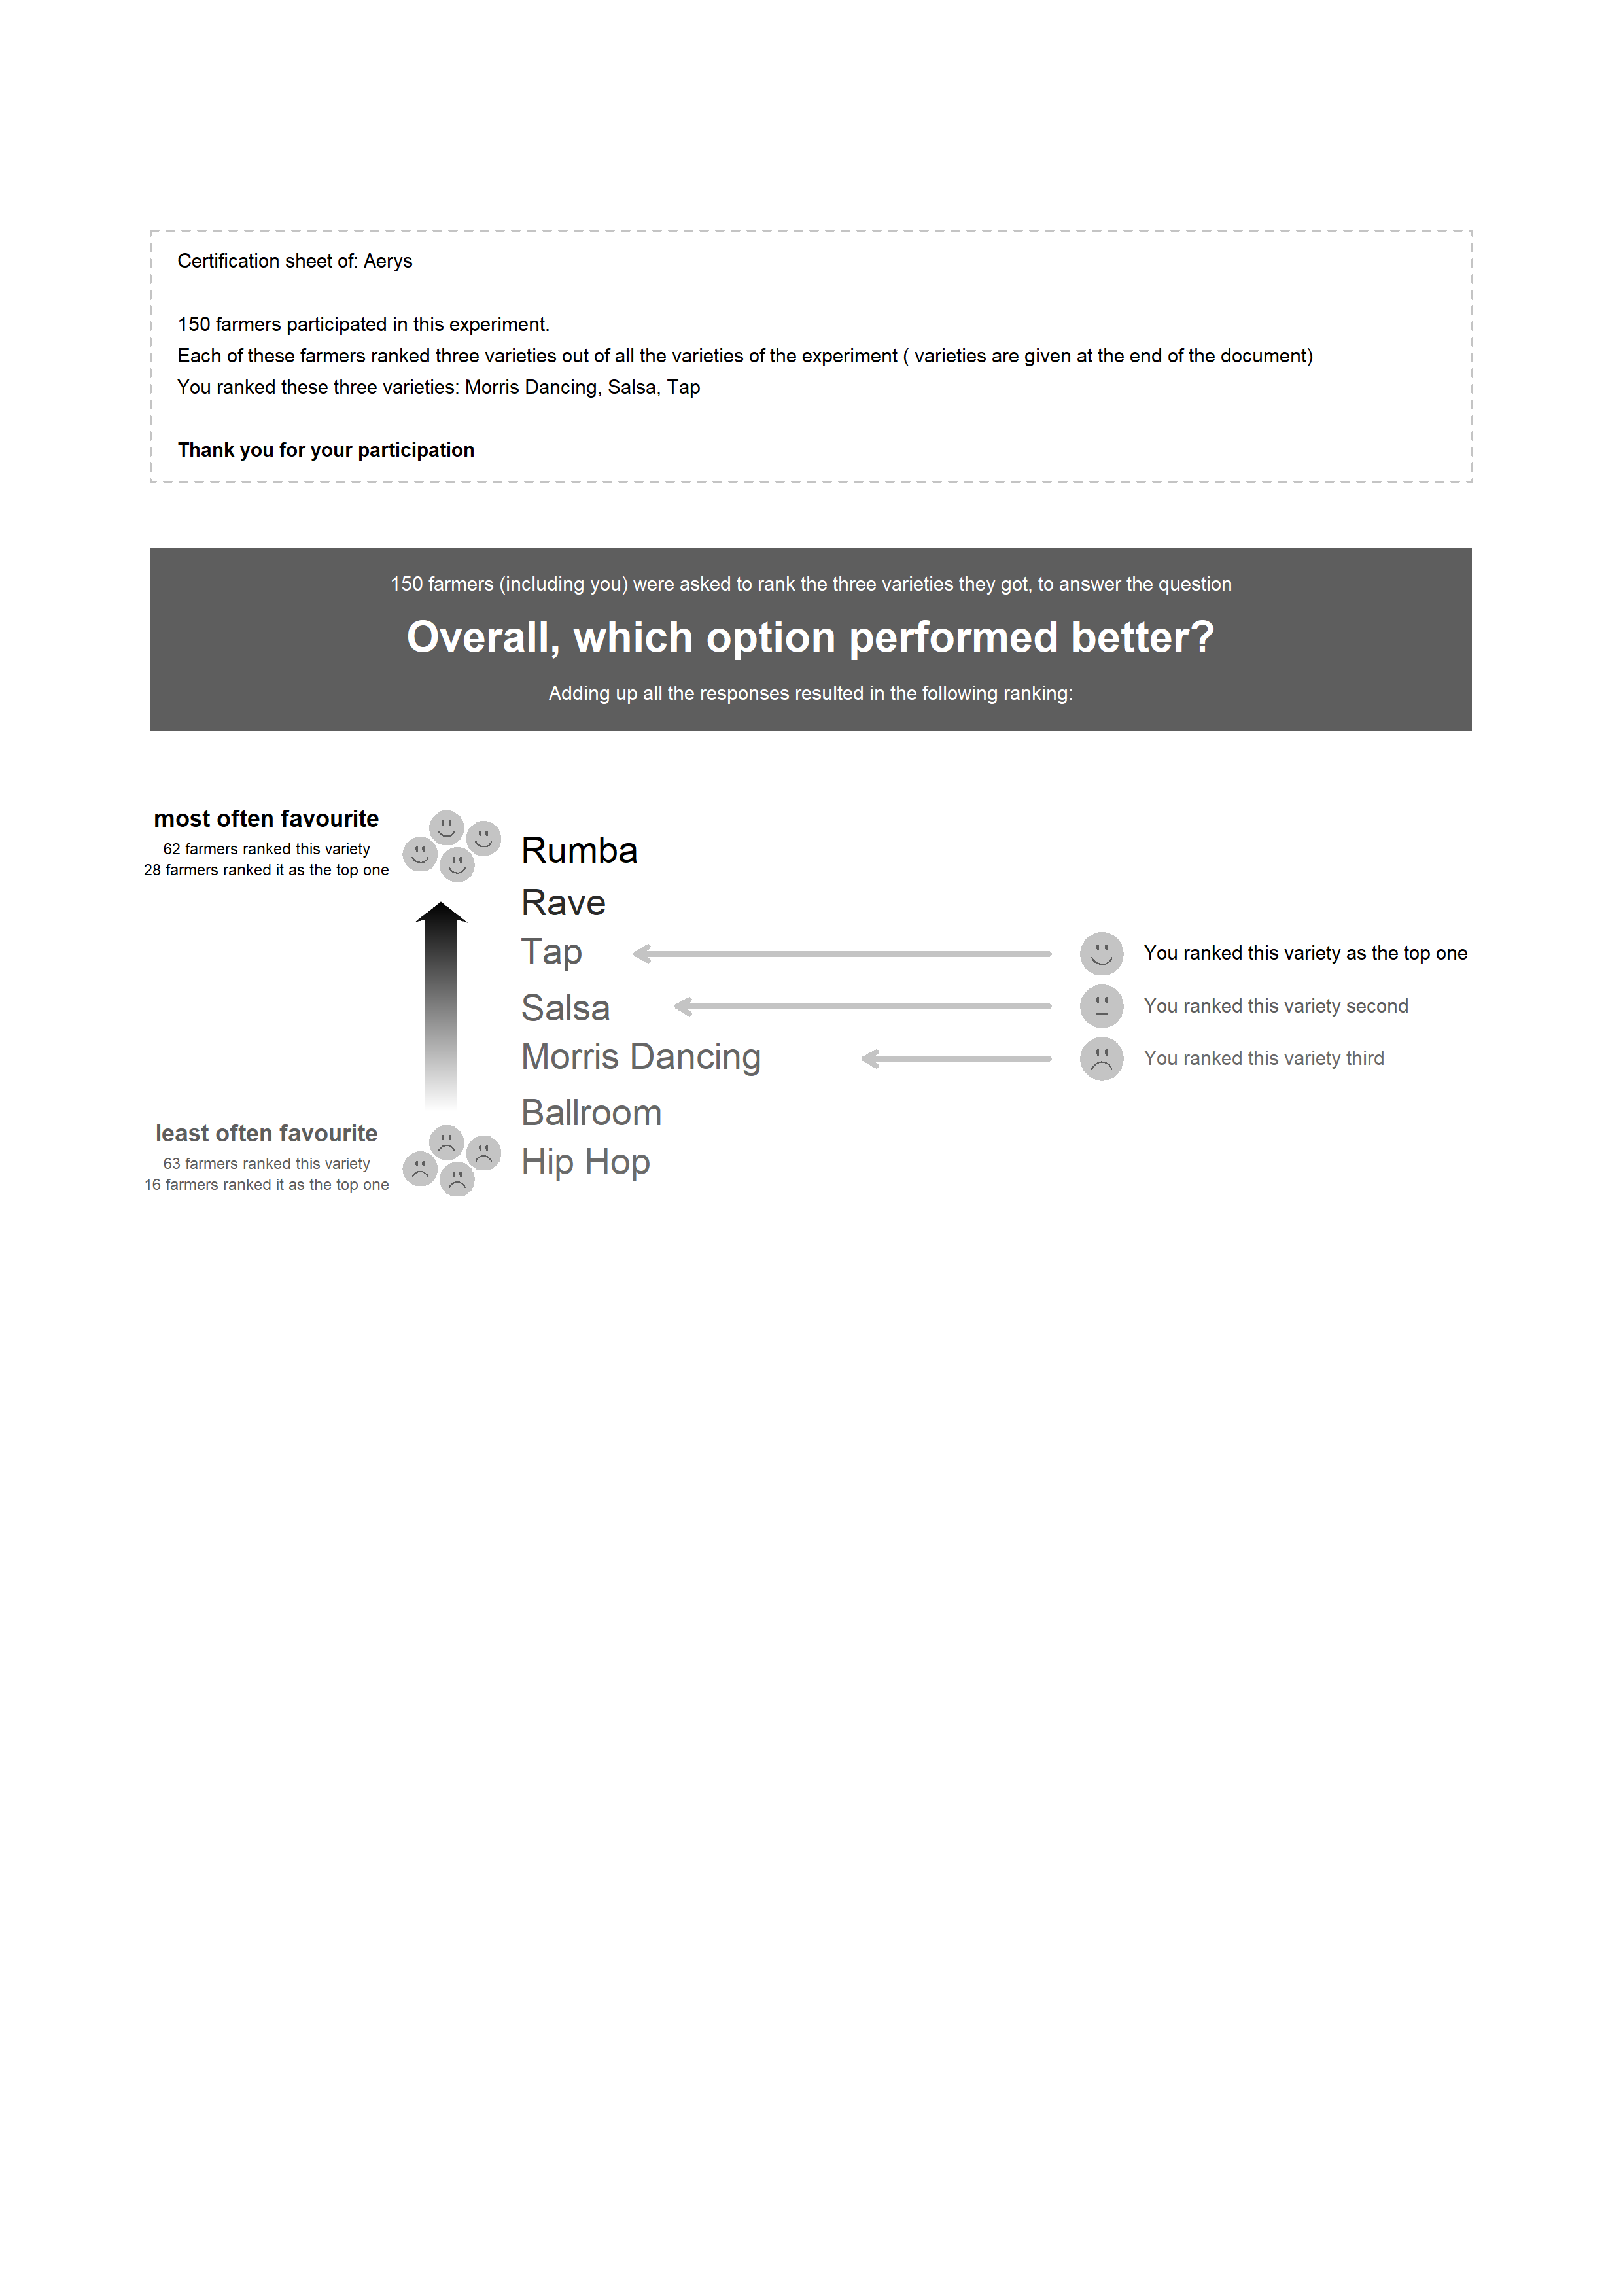 Certification sheet of: Aerys
150 farmers participated in this experiment.
Each of these farmers ranked three varieties out of all the varieties of the experiment ( varieties are given at the end of the document)
You ranked these three varieties: Morris Dancing, Salsa, Tap
Thank you for your participation
150 farmers (including you) were asked to rank the three varieties they got, to answer the question
Overall, which option performed better?
Adding up all the responses resulted in the following ranking:
most often favourite
62 farmers ranked this variety
28 farmers ranked it as the top one
Rumba
Rave
Tap
You ranked this variety as the top one
Salsa
You ranked this variety second
Morris Dancing
You ranked this variety third
Ballroom
least often favourite
63 farmers ranked this variety
16 farmers ranked it as the top one
Hip Hop